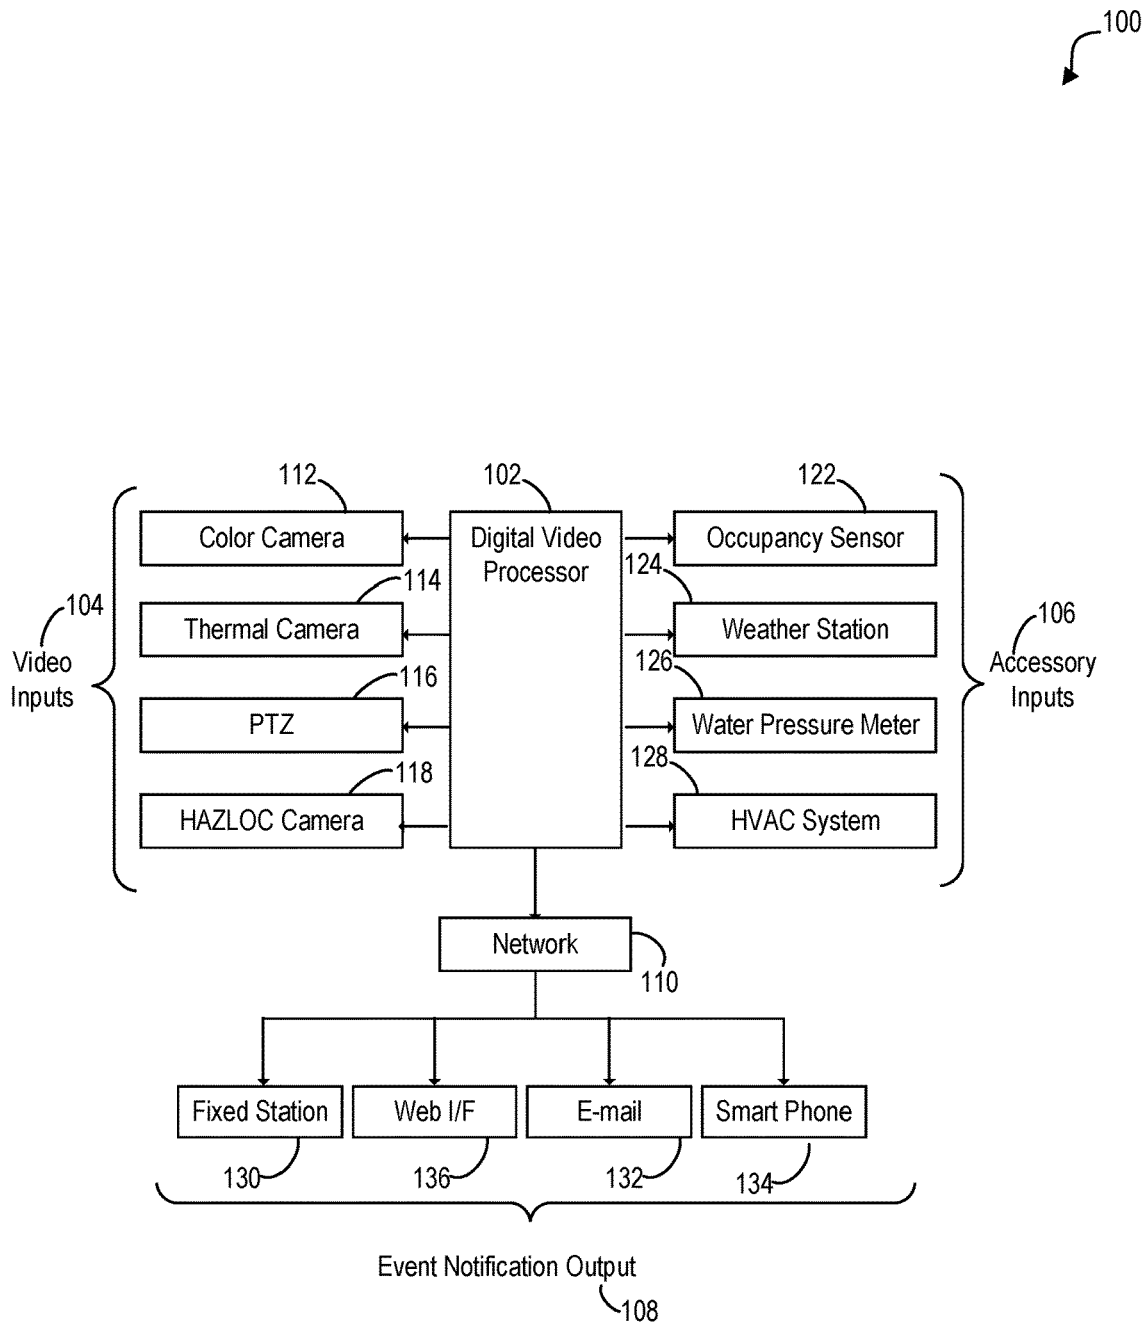 100
112
102
122
Color Camera
Digital Video
Processor
Occupancy Sensor
114
124
104
Thermal Camera
Weather Station
106
Video
Inputs
116
126
Accessory
Inputs
PTZ
Water Pressure Meter
118
128
HAZLOC Camera
HVAC System
Network
110
Fixed Station
Web I/F
E-mail
Smart Phone
130
136
132
134
Event Notification Output
108